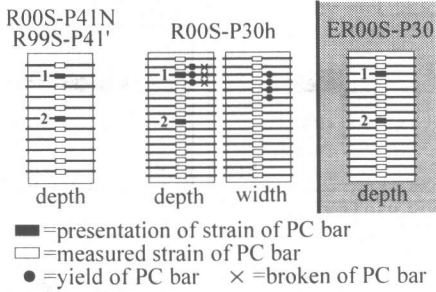 R00S-P41N
R99S-P41'
R00S-P30h
ER00S-P30
1
2
1
2
1
2
depth
depth
width
depth
=presentation of strain of PC bar
=measured strain of PC bar
=yield of PC bar × =broken of PC bar